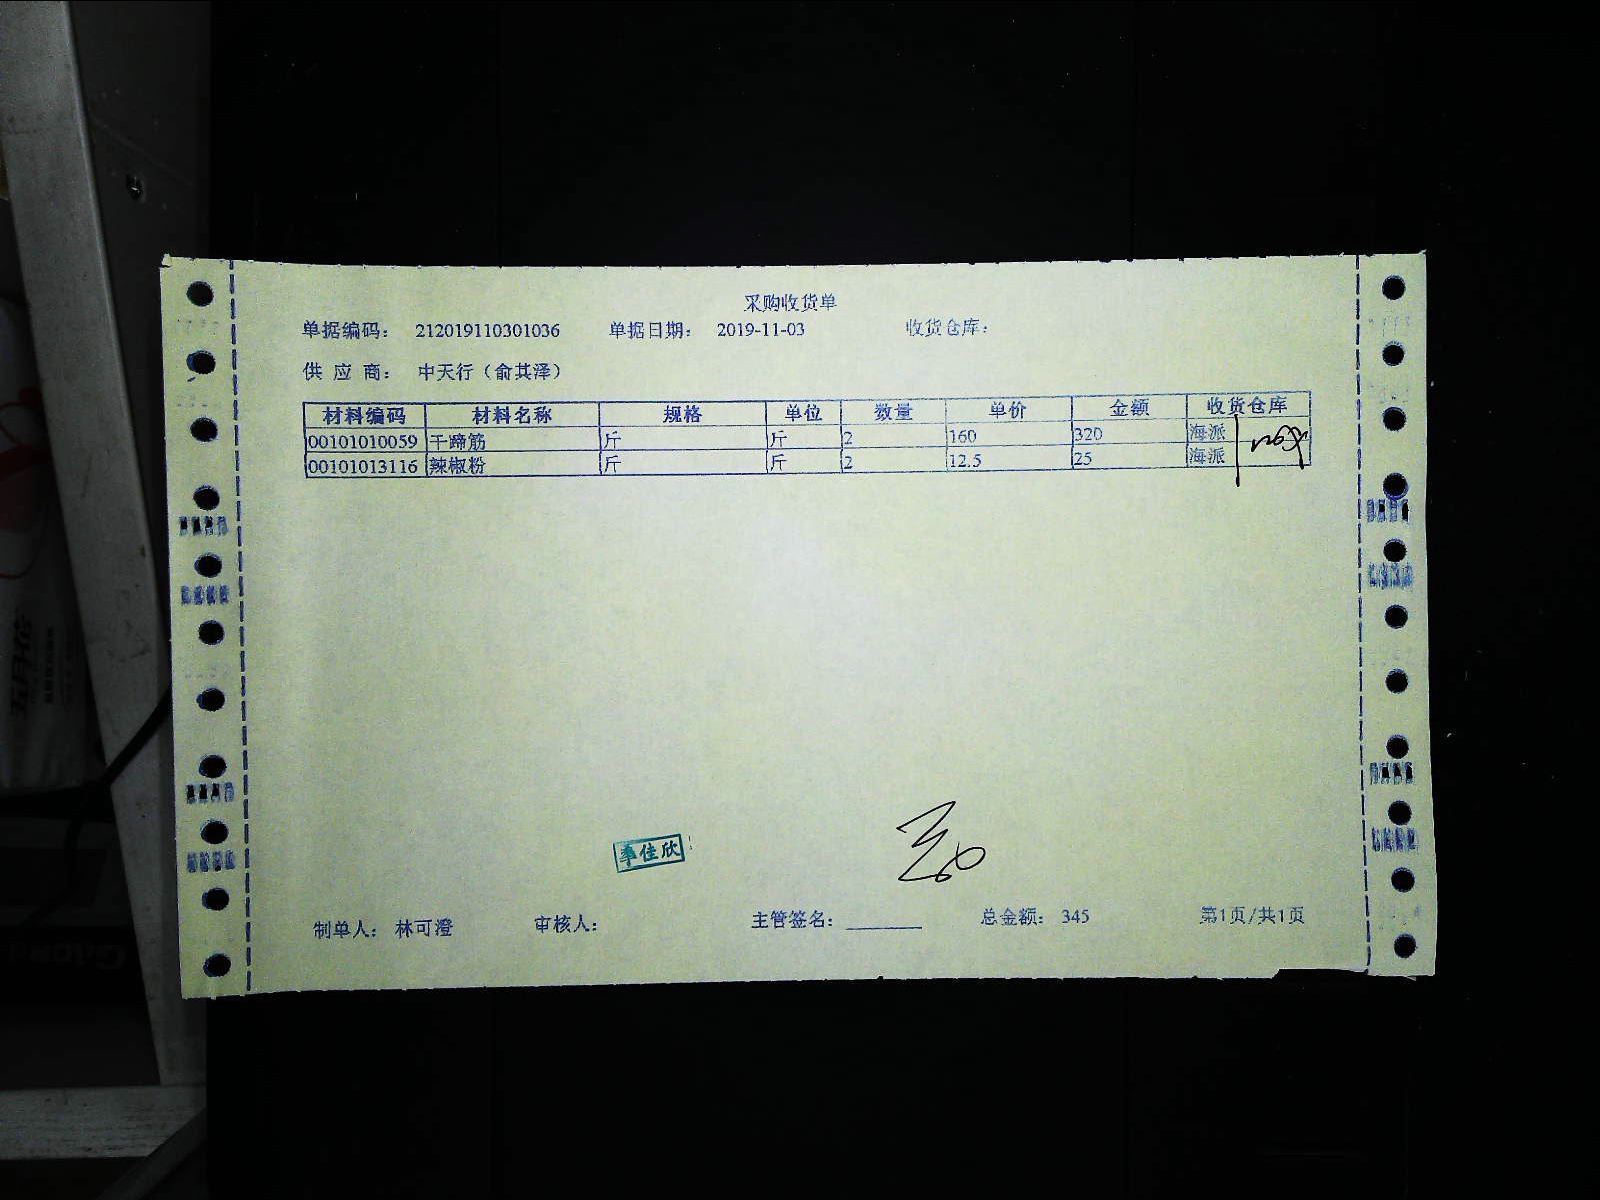 采购收货单
单据编码： 212019110301036 单据日期： 2019-11-03 收货仓库：
供 应 商： 中天行（俞其泽）
材料编码 材料名称 规格 单位 数量 单价 金额 收货仓库
00101010059 干蹄筋 斤 斤 2 160 320 海派
00101013116 辣椒粉 斤 斤 2 12.5 25 海派
李佳欣
制单人： 林可澄 审核人： 主管签名： 总金额： 345 第1页/共1页